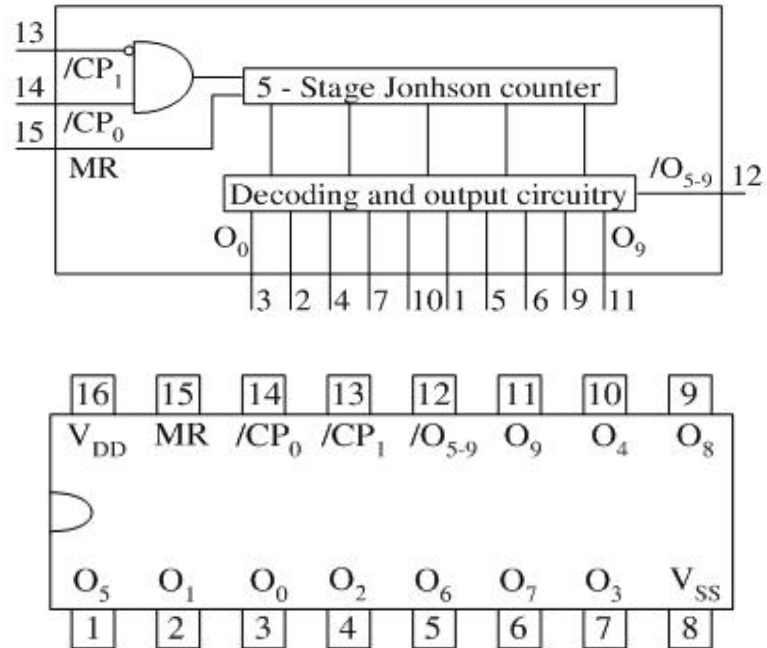 13
/CP₁
14
/CP₀
15
MR
5 - Stage Jonhson counter
/O₅₋₉ 12
Decoding and output circuitry
O₀ O₉
3 2 4 7 10 1 5 6 9 11
16 15 14 13 12 11 10 9
V_DD MR /CP₀ /CP₁ /O₅₋₉ O₉ O₄ O₈
O₅ O₁ O₀ O₂ O₆ O₇ O₃ V_SS
1 2 3 4 5 6 7 8